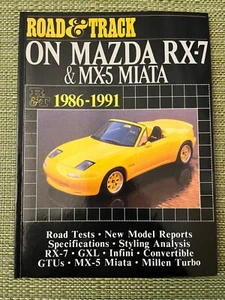 ROAD & TRACK
ON MAZDA RX-7
& MX-5 MIATA
R&T 1986-1991
Road Tests • New Model Reports
Specifications • Styling Analysis
RX-7 • GXL • Infini • Convertible
GTUs • MX-5 Miata • Millen Turbo